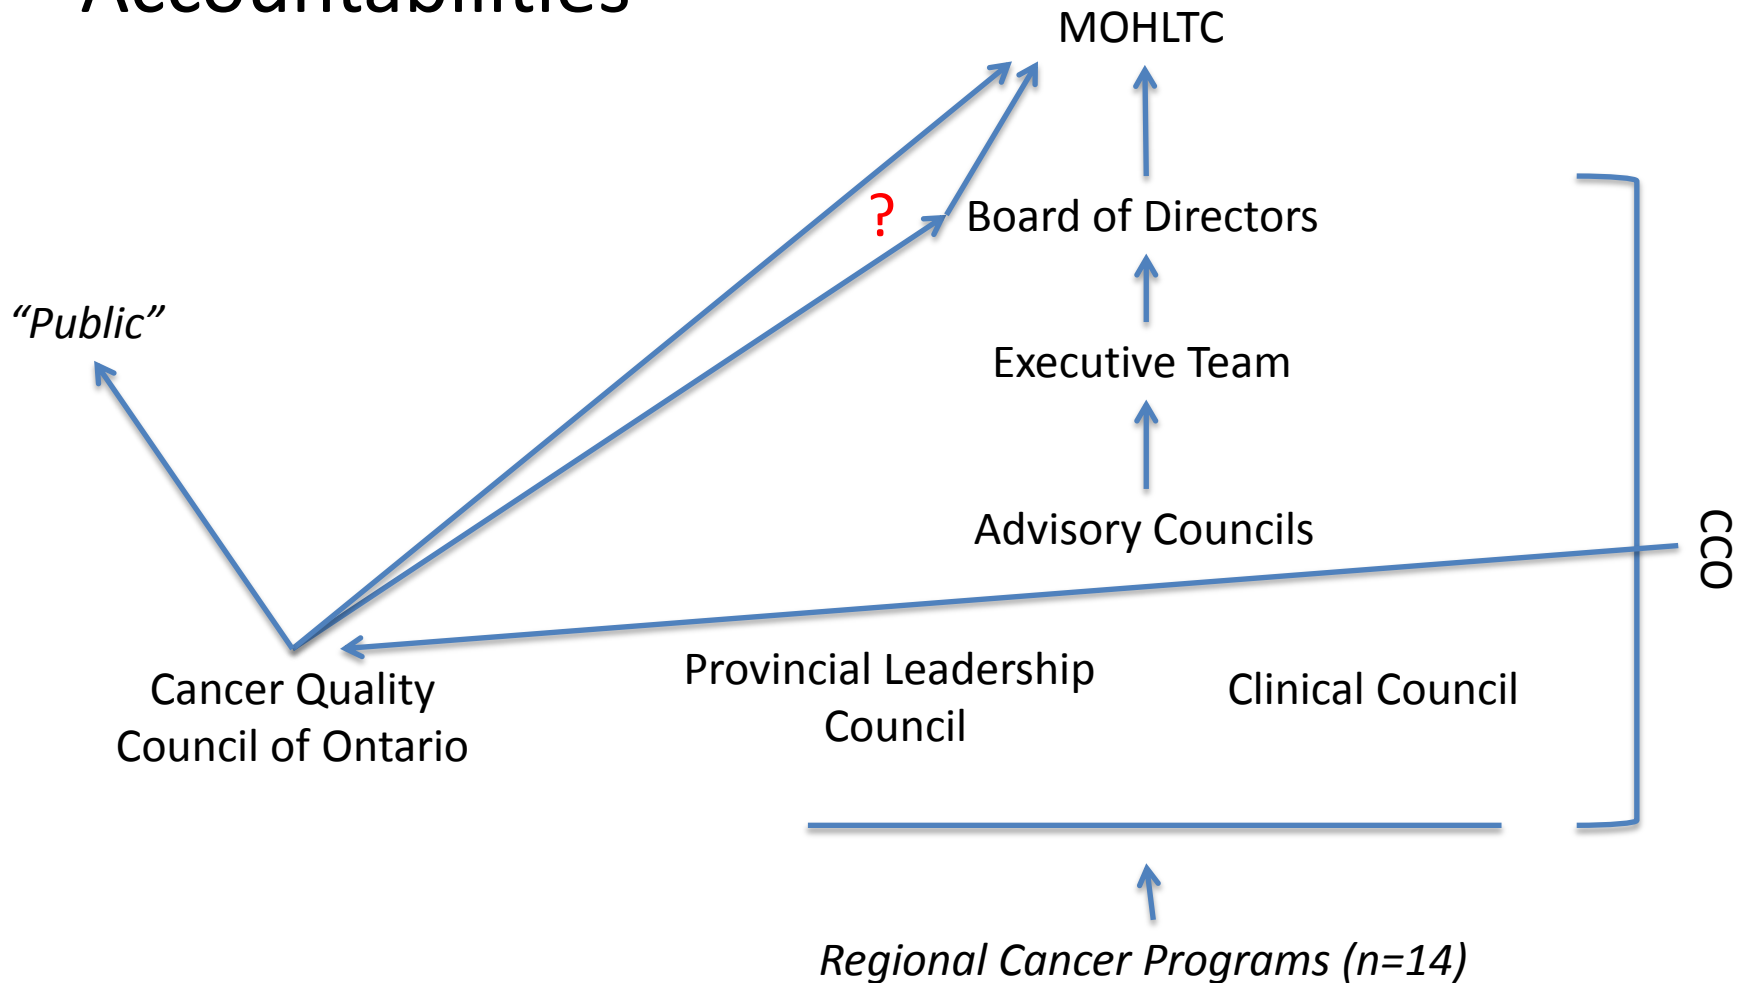 Accountabilities
MOHLTC
?
Board of Directors
“Public”
Executive Team
Advisory Councils
CCO
Cancer Quality
Council of Ontario
Provincial Leadership
Council
Clinical Council
Regional Cancer Programs (n=14)